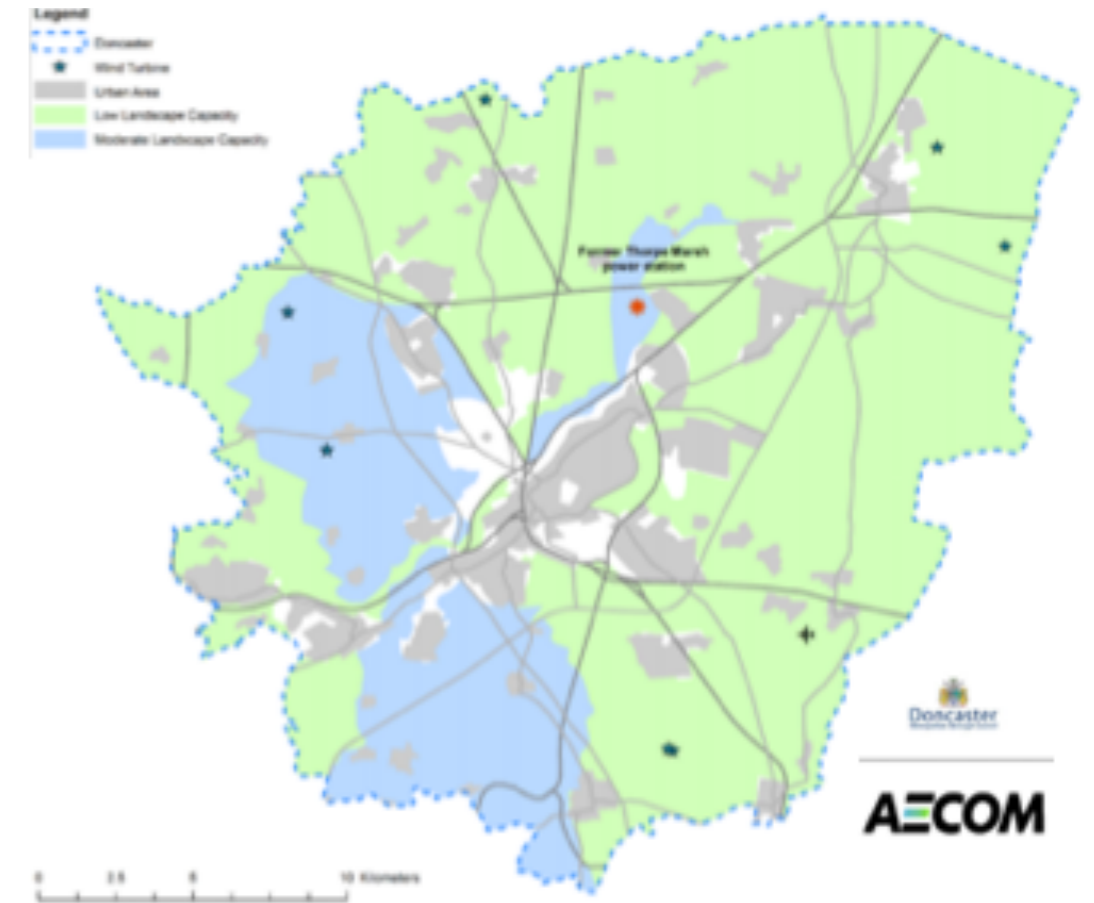 Legend
Doncaster
Wind Turbine
Urban Area
Low Landscape Capacity
Moderate Landscape Capacity
Former Thorpe Marsh
power station
Doncaster
AECOM
0 2.5 5 10 Kilometers